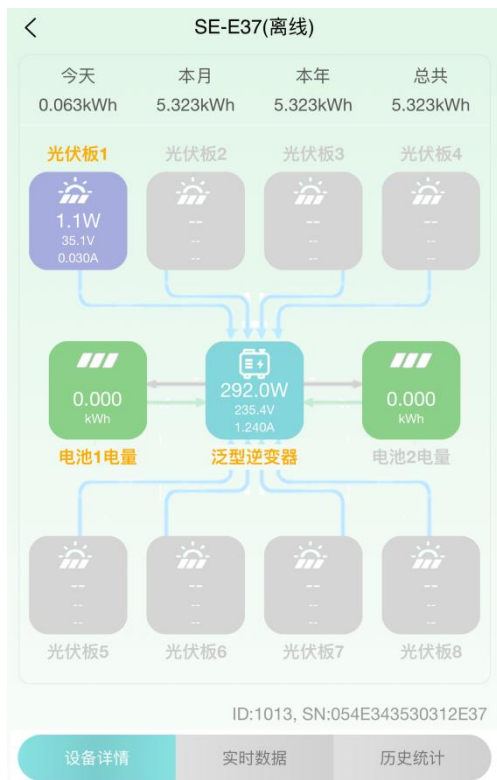 SE-E37(离线)
今天 本月 本年 总共
0.063kWh 5.323kWh 5.323kWh 5.323kWh
光伏板1 光伏板2 光伏板3 光伏板4
1.1W -- -- --
35.1V -- -- --
0.030A -- -- --
0.000 292.0W 0.000
kWh 235.4V kWh
1.240A
电池1电量 泛型逆变器 电池2电量
-- -- -- --
-- -- -- --
-- -- -- --
光伏板5 光伏板6 光伏板7 光伏板8
ID:1013, SN:054E343530312E37
设备详情 实时数据 历史统计